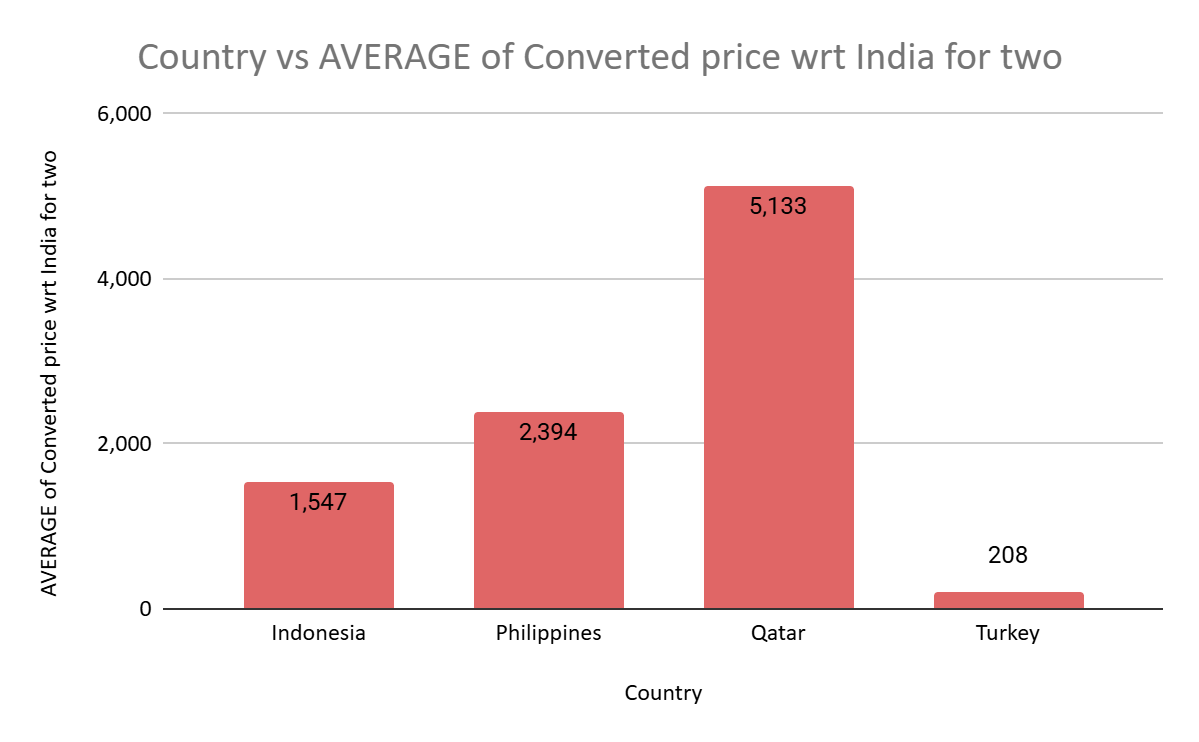 Country vs AVERAGE of Converted price wrt India for two
AVERAGE of Converted price wrt India for two
6,000
4,000
2,000
0
1,547
2,394
5,133
208
Indonesia
Philippines
Qatar
Turkey
Country